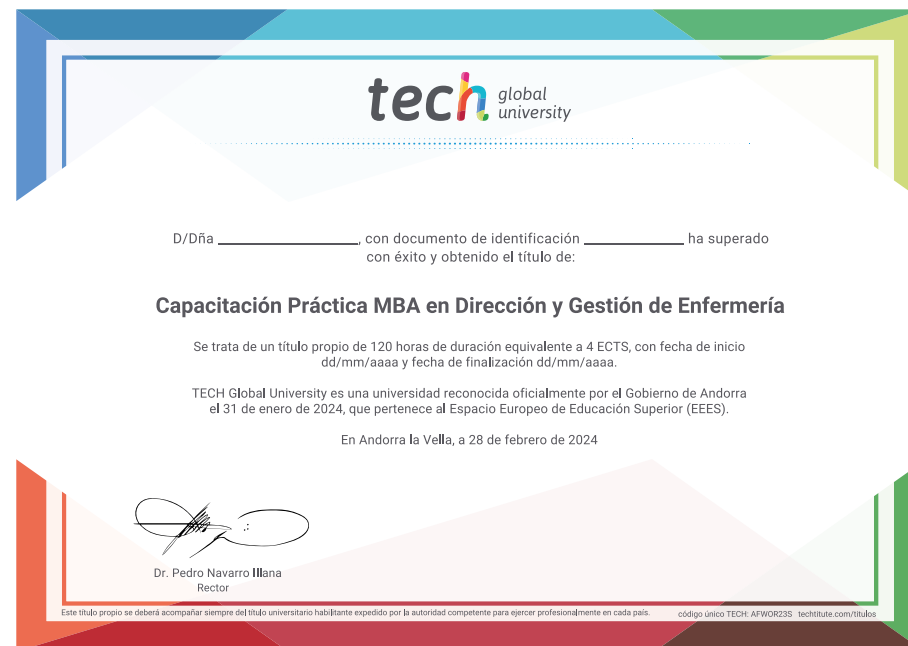 tech global university
D/Dña ____________________, con documento de identificación ______________ ha superado
con éxito y obtenido el título de:
Capacitación Práctica MBA en Dirección y Gestión de Enfermería
Se trata de un título propio de 120 horas de duración equivalente a 4 ECTS, con fecha de inicio
dd/mm/aaaa y fecha de finalización dd/mm/aaaa.
TECH Global University es una universidad reconocida oficialmente por el Gobierno de Andorra
el 31 de enero de 2024, que pertenece al Espacio Europeo de Educación Superior (EEES).
En Andorra la Vella, a 28 de febrero de 2024
Dr. Pedro Navarro Illana
Rector
Este título propio se deberá acompañar siempre del título universitario habilitante expedido por la autoridad competente para ejercer profesionalmente en cada país.
código único TECH: AFWOR23S techtitute.com/titulos